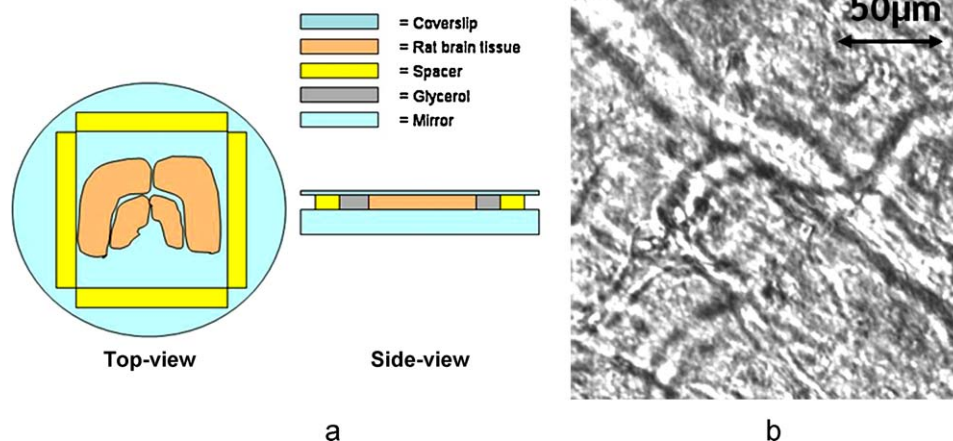 = Coverslip
= Rat brain tissue
= Spacer
= Glycerol
= Mirror
50µm
Top-view
Side-view
a
b